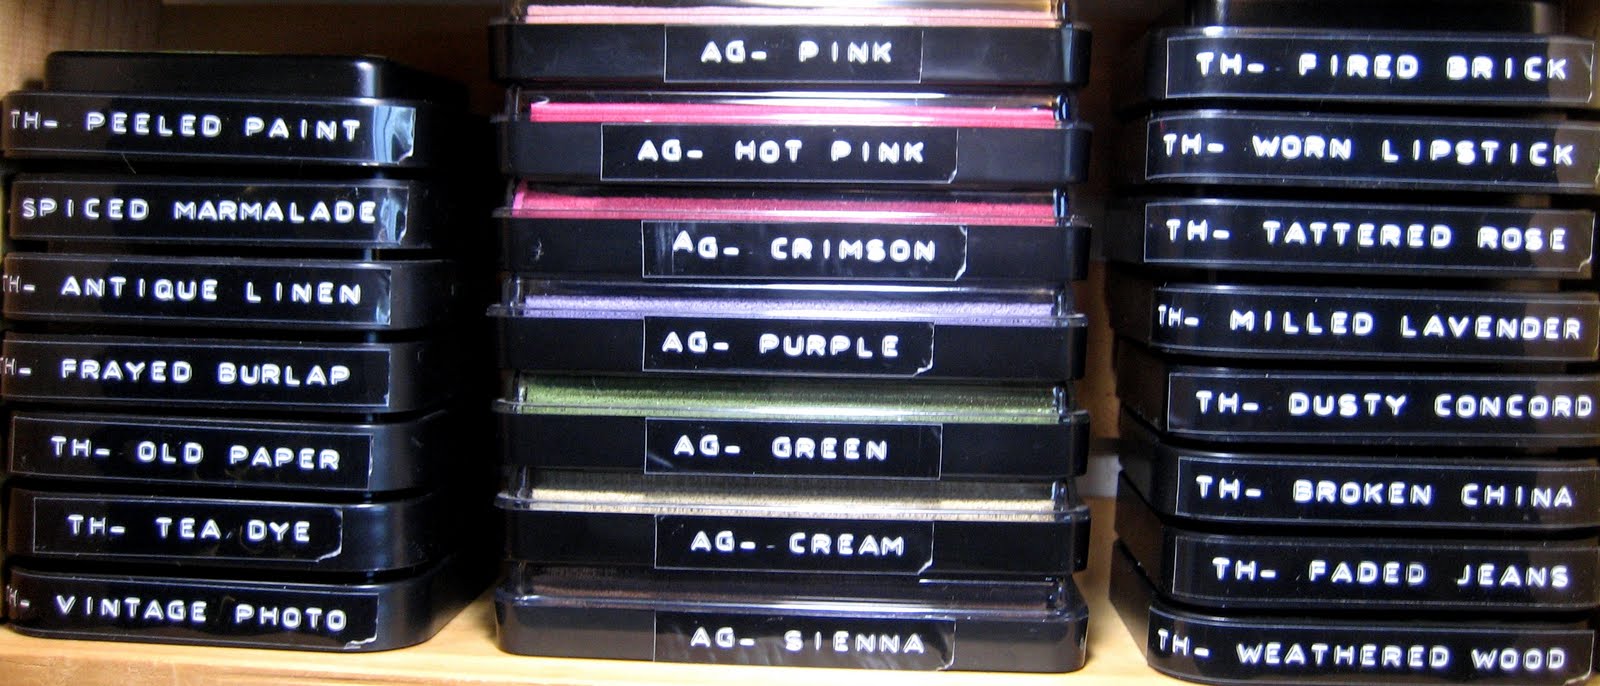 TH- PEELED PAINT
SPICED MARMALADE
TH- ANTIQUE LINEN
TH- FRAYED BURLAP
TH- OLD PAPER
TH- TEA DYE
TH- VINTAGE PHOTO
AG- PINK
AG- HOT PINK
AG- CRIMSON
AG- PURPLE
AG- GREEN
AG- CREAM
AG- SIENNA
TH- FIRED BRICK
TH- WORN LIPSTICK
TH- TATTERED ROSE
TH- MILLED LAVENDER
TH- DUSTY CONCORD
TH- BROKEN CHINA
TH- FADED JEANS
TH- WEATHERED WOOD